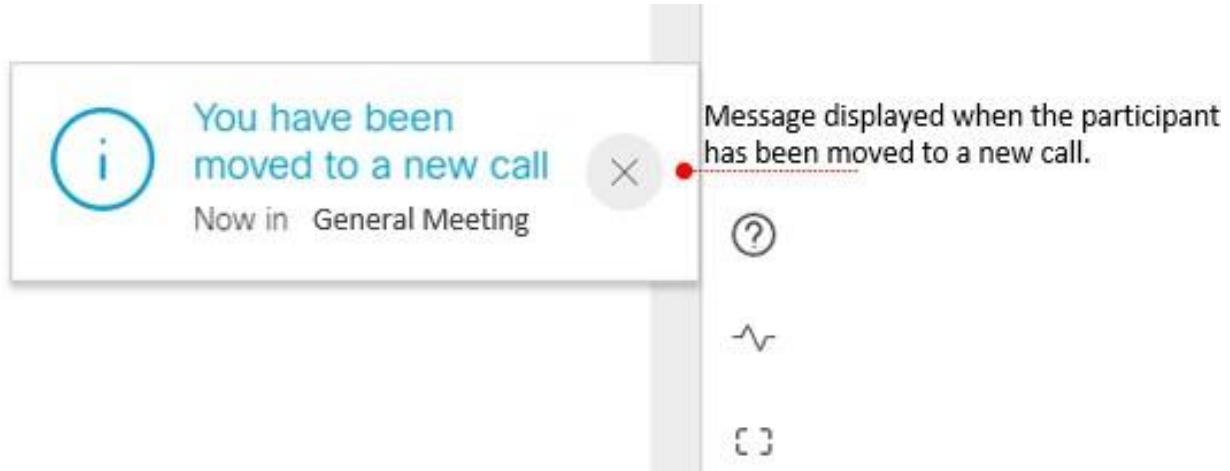 You have been
moved to a new call
Now in General Meeting
Message displayed when the participant
has been moved to a new call.